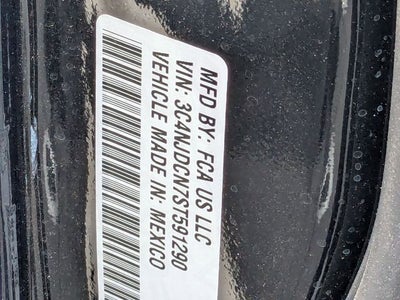 MFD BY: FCA US LLC
VIN: 3C4NJDCN7ST591290
VEHICLE MADE IN: MEXICO